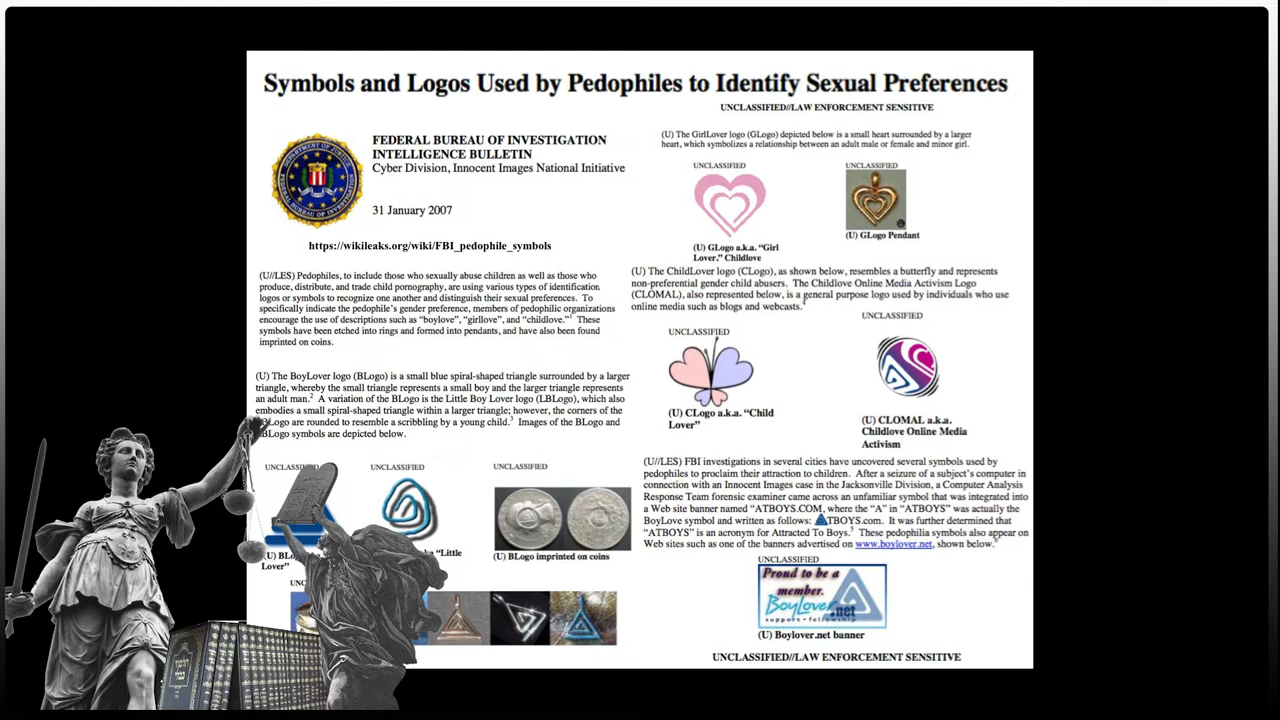 Symbols and Logos Used by Pedophiles to Identify Sexual Preferences
UNCLASSIFIED//LAW ENFORCEMENT SENSITIVE
FEDERAL BUREAU OF INVESTIGATION
INTELLIGENCE BULLETIN
Cyber Division, Innocent Images National Initiative
31 January 2007
https://wikileaks.org/wiki/FBI_pedophile_symbols
(U//LES) Pedophiles, to include those who sexually abuse children as well as those who
produce, distribute, and trade child pornography, are using various types of identification
logos or symbols to recognize one another and distinguish their sexual preferences. To
specifically indicate the pedophile's gender preference, members of pedophilic organizations
encourage the use of descriptions such as "boylove", "girllove", and "childlove."1 These
symbols have been etched into rings and formed into pendants, and have also been found
imprinted on coins.
(U) The BoyLover logo (BLogo) is a small blue spiral-shaped triangle surrounded by a larger
triangle, whereby the small triangle represents a small boy and the larger triangle represents
an adult man.2 A variation of the BLogo is the Little Boy Lover logo (LBLogo), which also
embodies a small spiral-shaped triangle within a larger triangle; however, the corners of the
are rounded to resemble a scribbling by a young child.3 Images of the BLogo and
symbols are depicted below.
UNCLASSIFIED
UNCLASSIFIED
"Little
Lover"
UNCLASSIFIED
(U) BLogo imprinted on coins
(U) The GirlLover logo (GLogo) depicted below is a small heart surrounded by a larger
heart, which symbolizes a relationship between an adult male or female and minor girl.
UNCLASSIFIED
(U) GLogo a.k.a. "Girl
Lover." Childlove
UNCLASSIFIED
(U) GLogo Pendant
(U) The ChildLover logo (CLogo), as shown below, resembles a butterfly and represents
non-preferential gender child abusers. The Childlove Online Media Activism Logo
(CLOMAL), also represented below, is a general purpose logo used by individuals who use
online media such as blogs and webcasts.4
UNCLASSIFIED
(U) CLogo a.k.a. "Child
Lover"
UNCLASSIFIED
(U) CLOMAL a.k.a.
Childlove Online Media
Activism
(U//LES) FBI investigations in several cities have uncovered several symbols used by
pedophiles to proclaim their attraction to children. After a seizure of a subject's computer in
connection with an Innocent Images case in the Jacksonville Division, a Computer Analysis
Response Team forensic examiner came across an unfamiliar symbol that was integrated into
a Web site banner named "ATBOYS.COM, where the "A" in "ATBOYS" was actually the
BoyLove symbol and written as follows: TBOYS.com. It was further determined that
"ATBOYS" is an acronym for Attracted To Boys.5 These pedophilia symbols also appear on
Web sites such as one of the banners advertised on www.boylover.net, shown below.6
UNCLASSIFIED
Proud to be a
member.
BoyLover.net
support • fellowship
(U) Boylover.net banner
UNCLASSIFIED//LAW ENFORCEMENT SENSITIVE